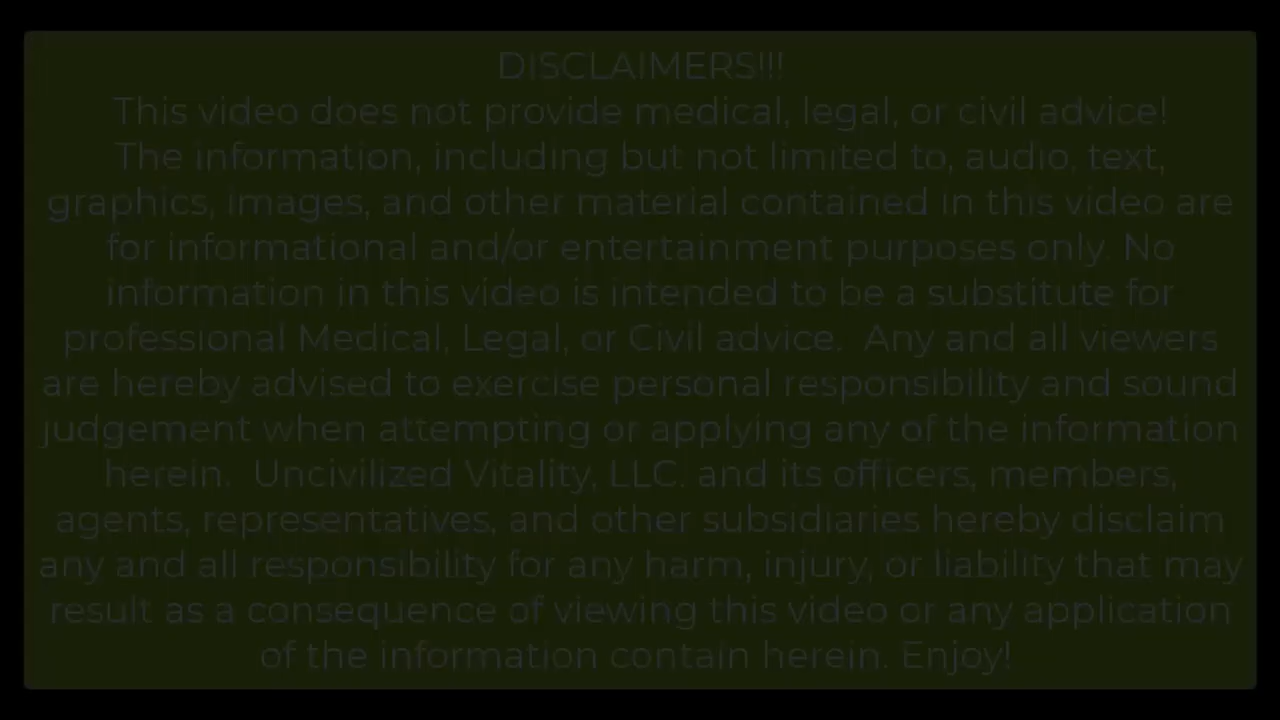 DISCLAIMERS!!!
This video does not provide medical, legal, or civil advice!
The information, including but not limited to, audio, text,
graphics, images, and other material contained in this video are
for informational and/or entertainment purposes only. No
information in this video is intended to be a substitute for
professional Medical, Legal, or Civil advice.  Any and all viewers
are hereby advised to exercise personal responsibility and sound
judgement when attempting or applying any of the information
herein.  Uncivilized Vitality, LLC. and its officers, members,
agents, representatives, and other subsidiaries hereby disclaim
any and all responsibility for any harm, injury, or liability that may
result as a consequence of viewing this video or any application
of the information contain herein. Enjoy!